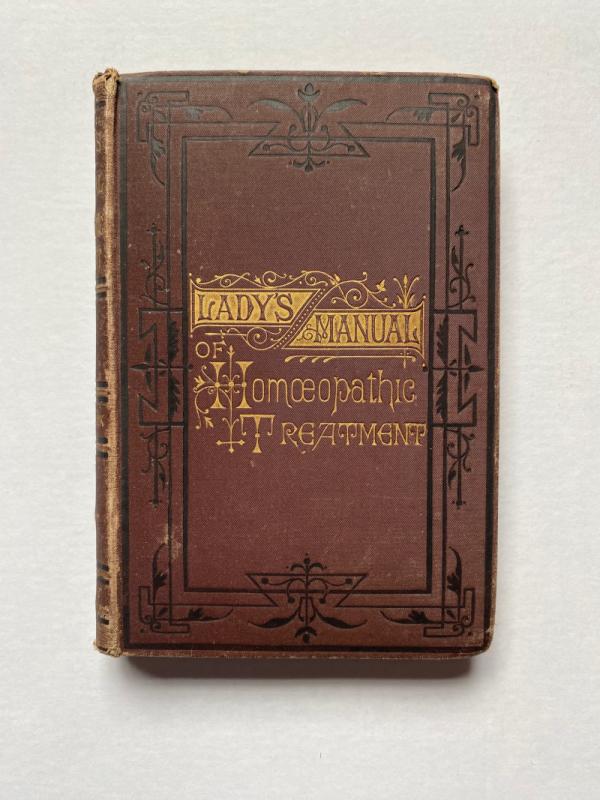 LADY'S
MANUAL
OF
Homœopathic
TREATMENT